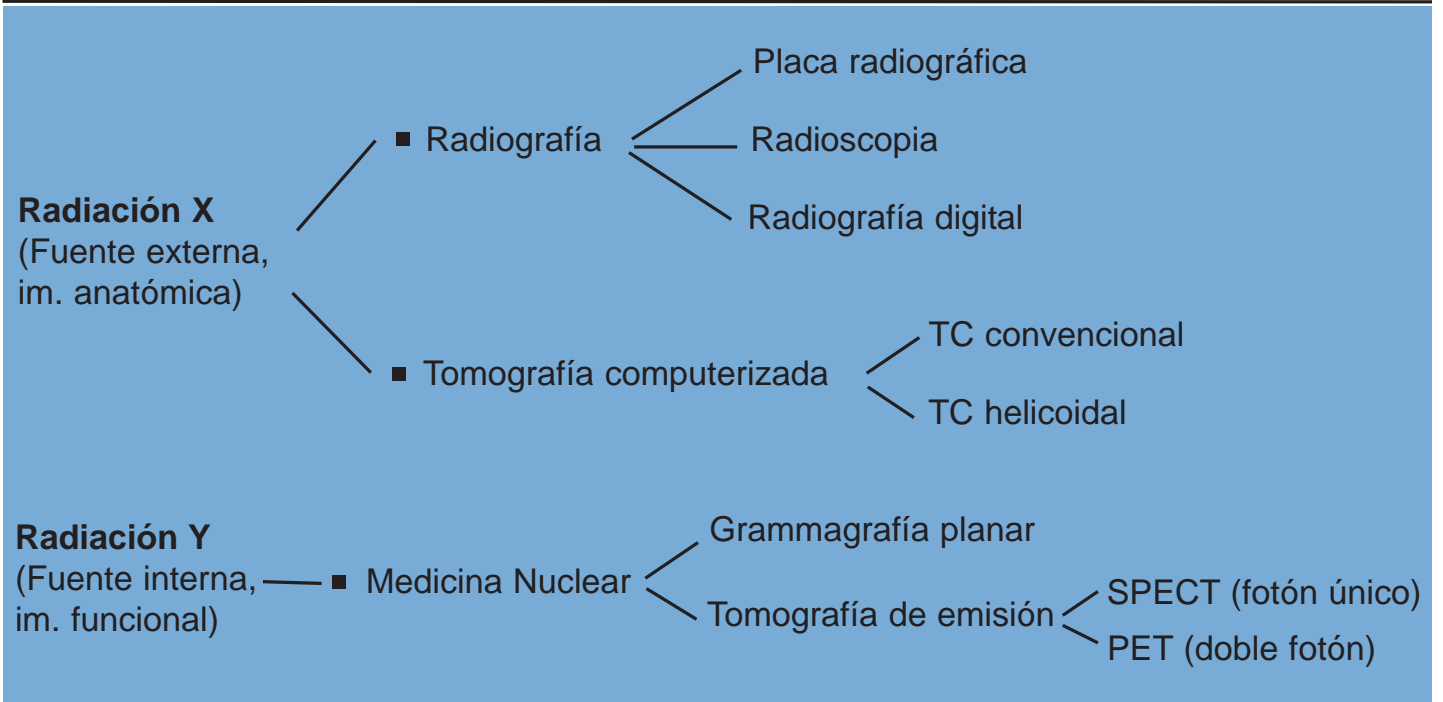 Radiación X
(Fuente externa,
im. anatómica)
■ Radiografía
Placa radiográfica
Radioscopia
Radiografía digital
■ Tomografía computerizada
TC convencional
TC helicoidal
Radiación Y
(Fuente interna,
im. funcional)
■ Medicina Nuclear
Grammagrafía planar
Tomografía de emisión
SPECT (fotón único)
PET (doble fotón)